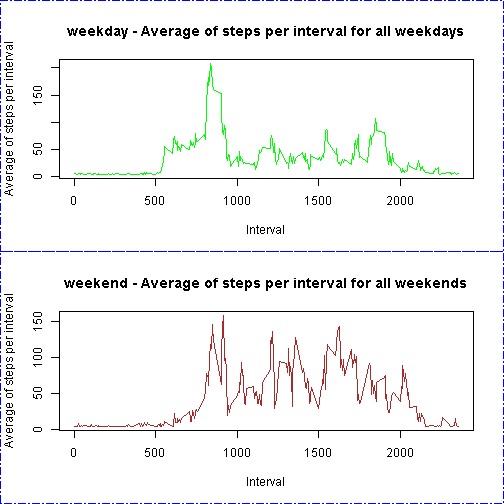 weekday - Average of steps per interval for all weekdays
Average of steps per interval
150
50
0
0 500 1000 1500 2000
Interval
weekend - Average of steps per interval for all weekends
Average of steps per interval
150
100
50
0
0 500 1000 1500 2000
Interval